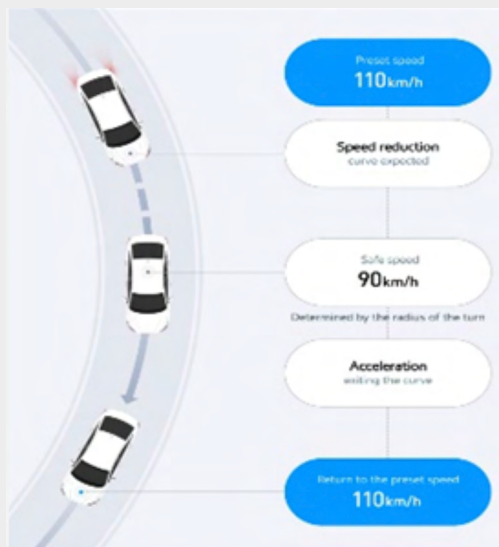 Preset speed
110km/h
Speed reduction
curve expected
Safe speed
90km/h
Determined by the radius of the turn
Acceleration
exiting the curve
Return to the preset speed
110km/h